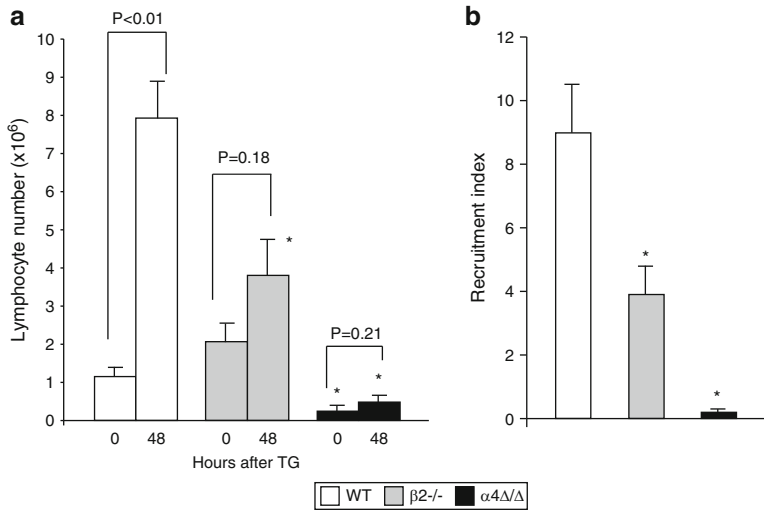 a
P<0.01
10
9
8
7
6
5
4
3
2
1
0
Lymphocyte number (x10⁶)
P=0.18
*
P=0.21
*
*
0 48 0 48 0 48
Hours after TG
b
12
10
8
6
4
2
0
Recruitment index
*
*
WT β2-/- α4Δ/Δ